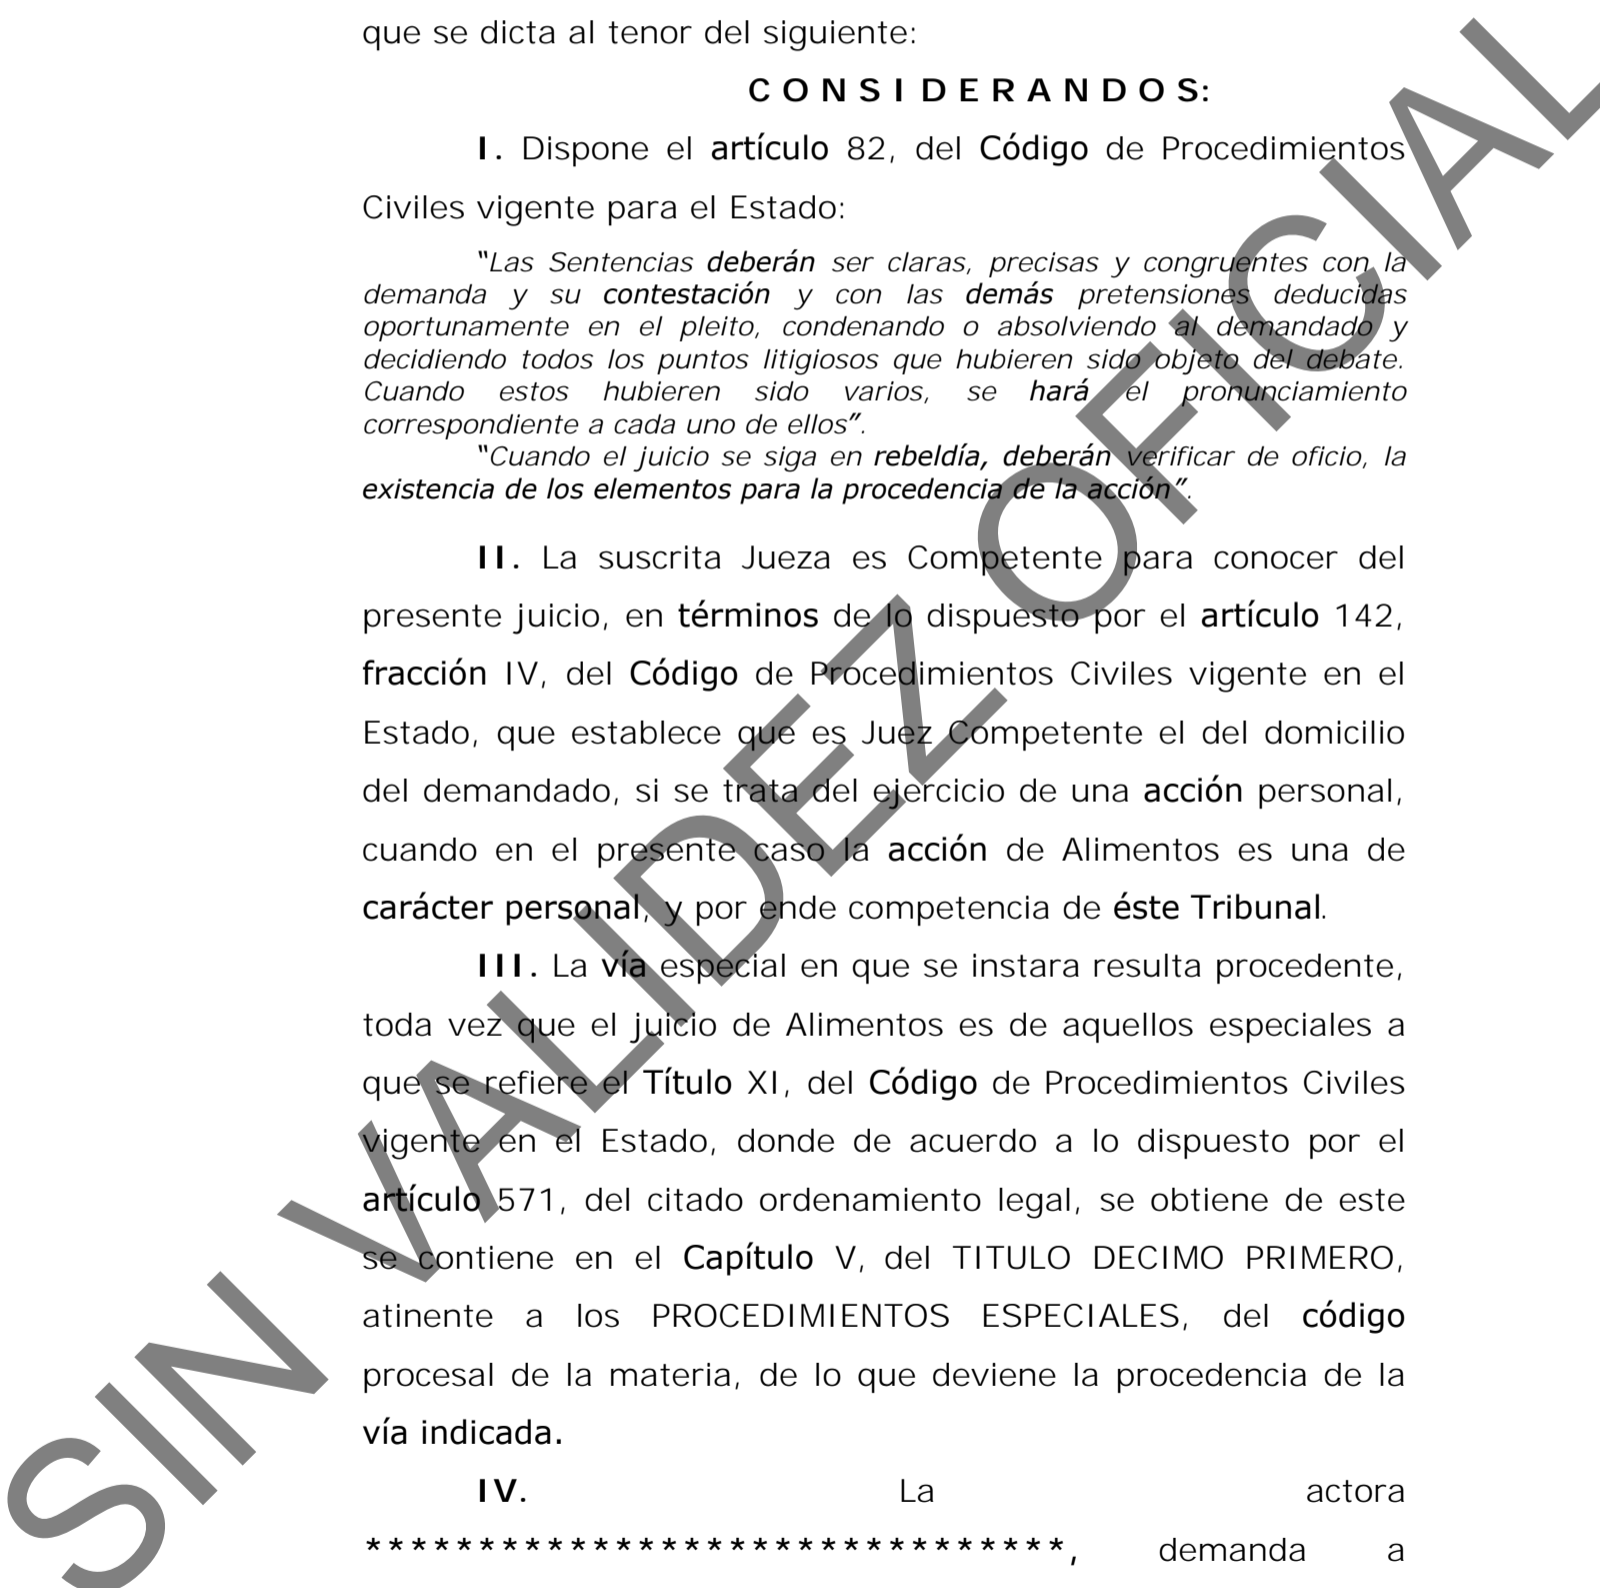 que se dicta al tenor del siguiente:
C O N S I D E R A N D O S:
I. Dispone el artículo 82, del Código de Procedimientos
Civiles vigente para el Estado:
“Las Sentencias deberán ser claras, precisas y congruentes con la
demanda y su contestación y con las demás pretensiones deducidas
oportunamente en el pleito, condenando o absolviendo al demandado y
decidiendo todos los puntos litigiosos que hubieren sido objeto del debate.
Cuando estos hubieren sido varios, se hará el pronunciamiento
correspondiente a cada uno de ellos”.
“Cuando el juicio se siga en rebeldía, deberán verificar de oficio, la
existencia de los elementos para la procedencia de la acción”.
II. La suscrita Jueza es Competente para conocer del
presente juicio, en términos de lo dispuesto por el artículo 142,
fracción IV, del Código de Procedimientos Civiles vigente en el
Estado, que establece que es Juez Competente el del domicilio
del demandado, si se trata del ejercicio de una acción personal,
cuando en el presente caso la acción de Alimentos es una de
carácter personal, y por ende competencia de éste Tribunal.
III. La vía especial en que se instara resulta procedente,
toda vez que el juicio de Alimentos es de aquellos especiales a
que se refiere el Título XI, del Código de Procedimientos Civiles
vigente en el Estado, donde de acuerdo a lo dispuesto por el
artículo 571, del citado ordenamiento legal, se obtiene de este
se contiene en el Capítulo V, del TITULO DECIMO PRIMERO,
atinente a los PROCEDIMIENTOS ESPECIALES, del código
procesal de la materia, de lo que deviene la procedencia de la
vía indicada.
IV. La actora
*******************************, demanda a
SIN VALIDEZ OFICIAL